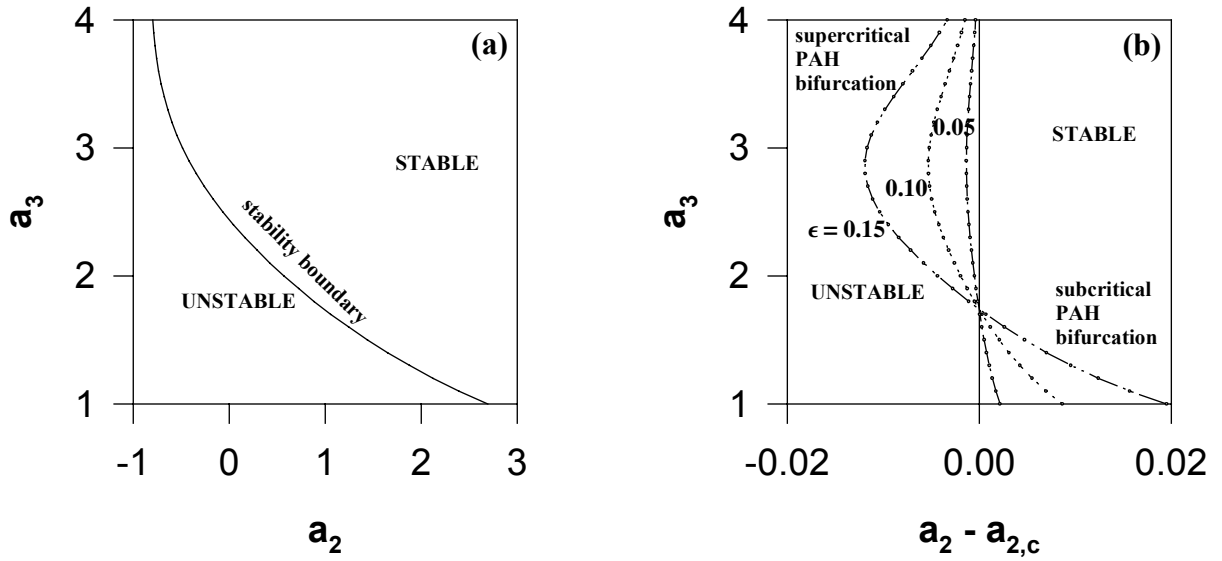 (a)
4
3
2
1
a3
STABLE
stability boundary
UNSTABLE
-1 0 1 2 3
a2
(b)
4
3
2
1
a3
supercritical
PAH
bifurcation
0.05
STABLE
0.10
ϵ = 0.15
UNSTABLE
subcritical
PAH
bifurcation
-0.02 0.00 0.02
a2 - a2,c